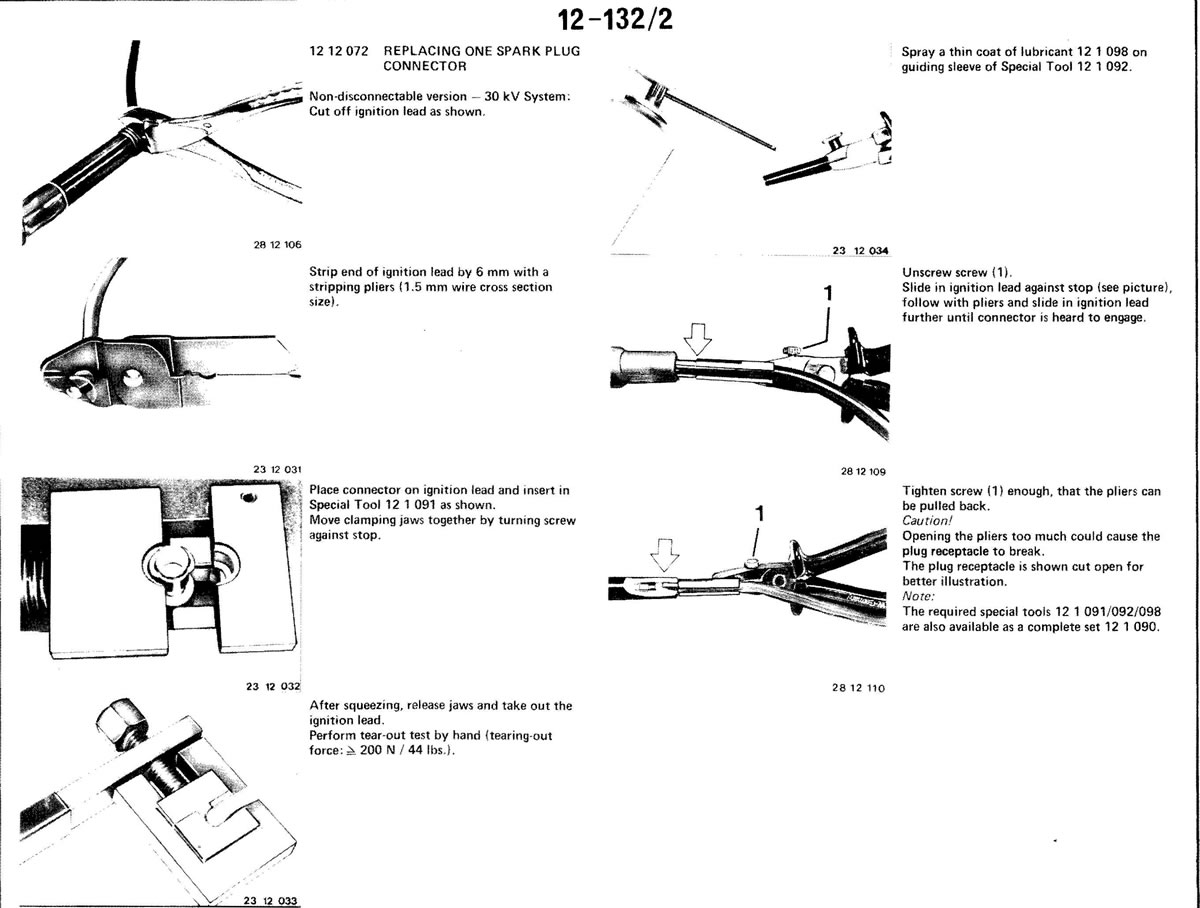 12-132/2
12 12 072 REPLACING ONE SPARK PLUG
CONNECTOR
Non-disconnectable version – 30 kV System:
Cut off ignition lead as shown.
28 12 106
Strip end of ignition lead by 6 mm with a
stripping pliers (1.5 mm wire cross section
size).
23 12 031
Place connector on ignition lead and insert in
Special Tool 12 1 091 as shown.
Move clamping jaws together by turning screw
against stop.
23 12 032
After squeezing, release jaws and take out the
ignition lead.
Perform tear-out test by hand (tearing-out
force: ≥ 200 N / 44 lbs.).
23 12 033
Spray a thin coat of lubricant 12 1 098 on
guiding sleeve of Special Tool 12 1 092.
23 12 034
Unscrew screw (1).
Slide in ignition lead against stop (see picture),
follow with pliers and slide in ignition lead
further until connector is heard to engage.
1
28 12 109
Tighten screw (1) enough, that the pliers can
be pulled back.
Caution!
Opening the pliers too much could cause the
plug receptacle to break.
The plug receptacle is shown cut open for
better illustration.
Note:
The required special tools 12 1 091/092/098
are also available as a complete set 12 1 090.
1
28 12 110